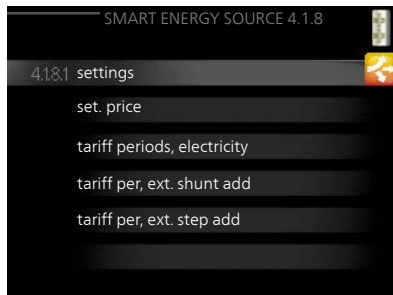 SMART ENERGY SOURCE 4.1.8
4.1.8.1 settings
set. price
tariff periods, electricity
tariff per, ext. shunt add
tariff per, ext. step add